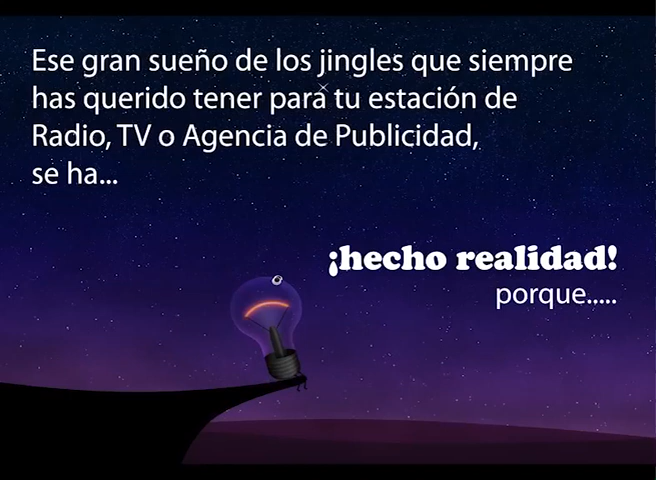 Ese gran sueño de los jingles que siempre
has querido tener para tu estación de
Radio, TV o Agencia de Publicidad,
se ha...
¡hecho realidad!
porque.....